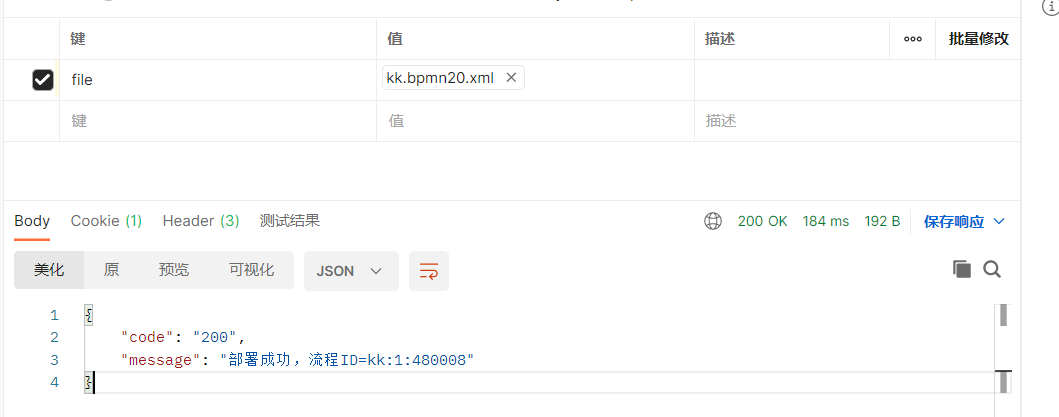 键 值 描述 ••• 批量修改
file kk.bpmn20.xml ×
键 值 描述
Body Cookie (1) Header (3) 测试结果 200 OK 184 ms 192 B 保存响应
美化 原 预览 可视化 JSON
1 {
2 "code": "200",
3 "message": "部署成功，流程ID=kk:1:480008"
4 }